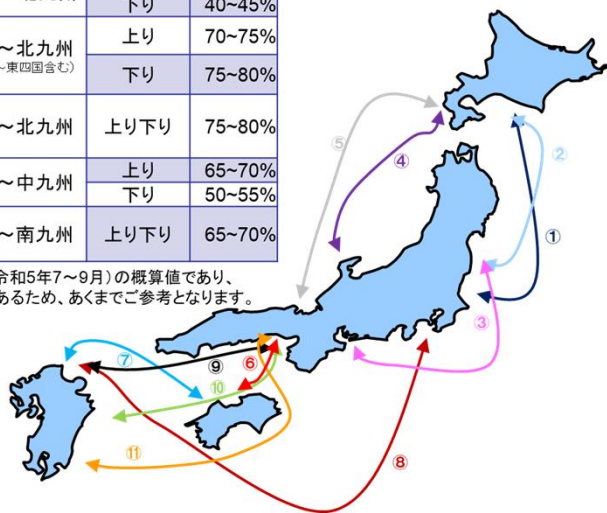 下り 40~45%
～北九州 上り 70~75%
～東四国含む)
下り 75~80%
～北九州 上り下り 75~80%
～中九州 上り 65~70%
下り 50~55%
～南九州 上り下り 65~70%
令和5年7～9月）の概算値であり、
あるため、あくまでご参考となります。
⑤
④
②
①
③
⑦
⑨
⑥
⑩
⑪
⑧